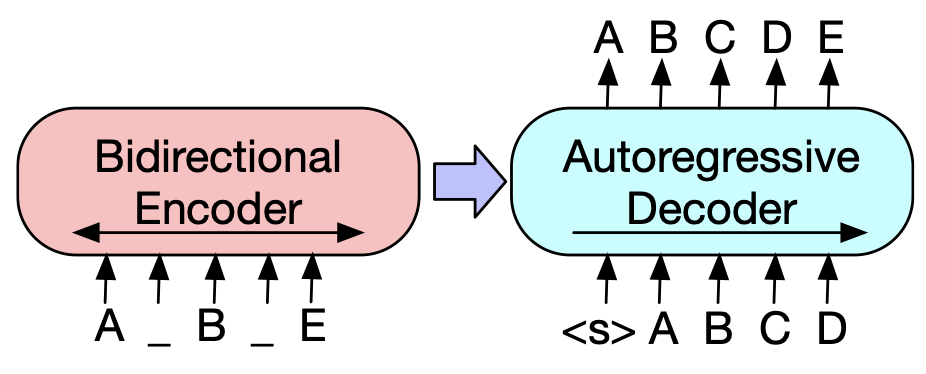 A B C D E
Bidirectional
Encoder
Autoregressive
Decoder
A _ B _ E
<s> A B C D